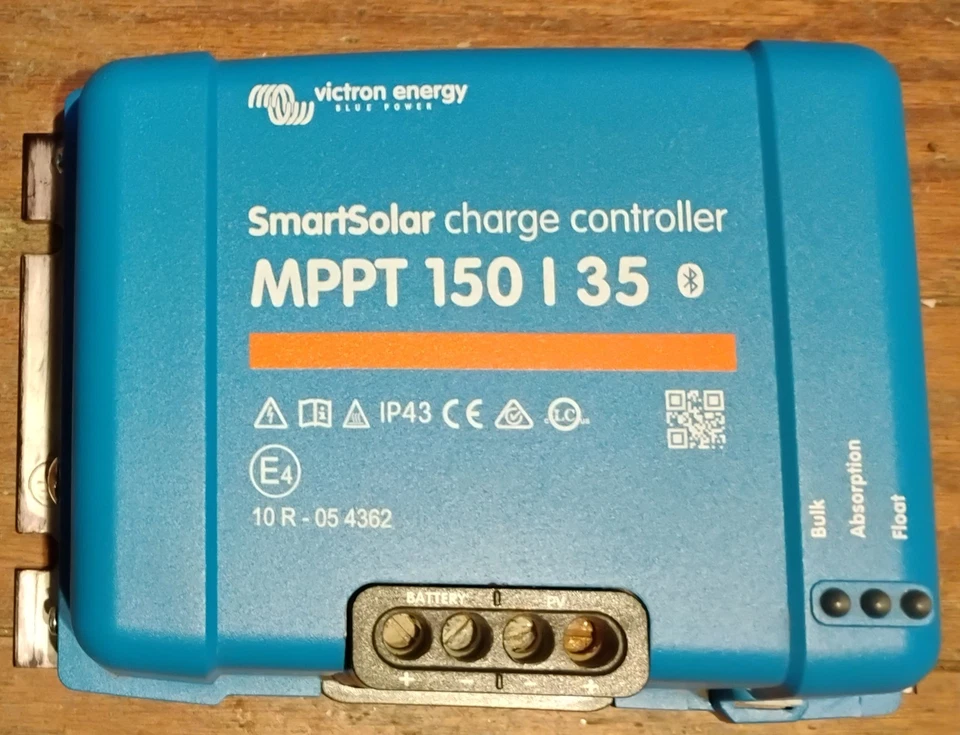 victron energy
BLUE POWER
SmartSolar charge controller
MPPT 150 | 35
IP43 CE
E4
10 R - 05 4362
Bulk
Absorption
Float
BATTERY PV
+ - - +